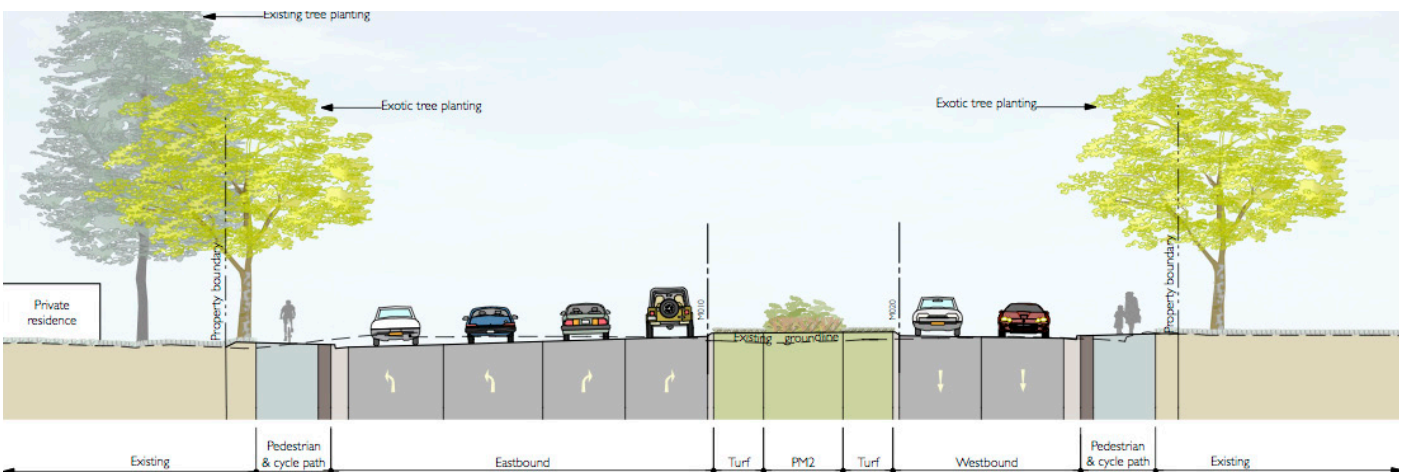 Existing tree planting
Exotic tree planting
Exotic tree planting
Property boundary
Property boundary
Private
residence
M010
M020
Existing groundline
Existing
Pedestrian
& cycle path
Eastbound
Turf
PM2
Turf
Westbound
Pedestrian
& cycle path
Existing